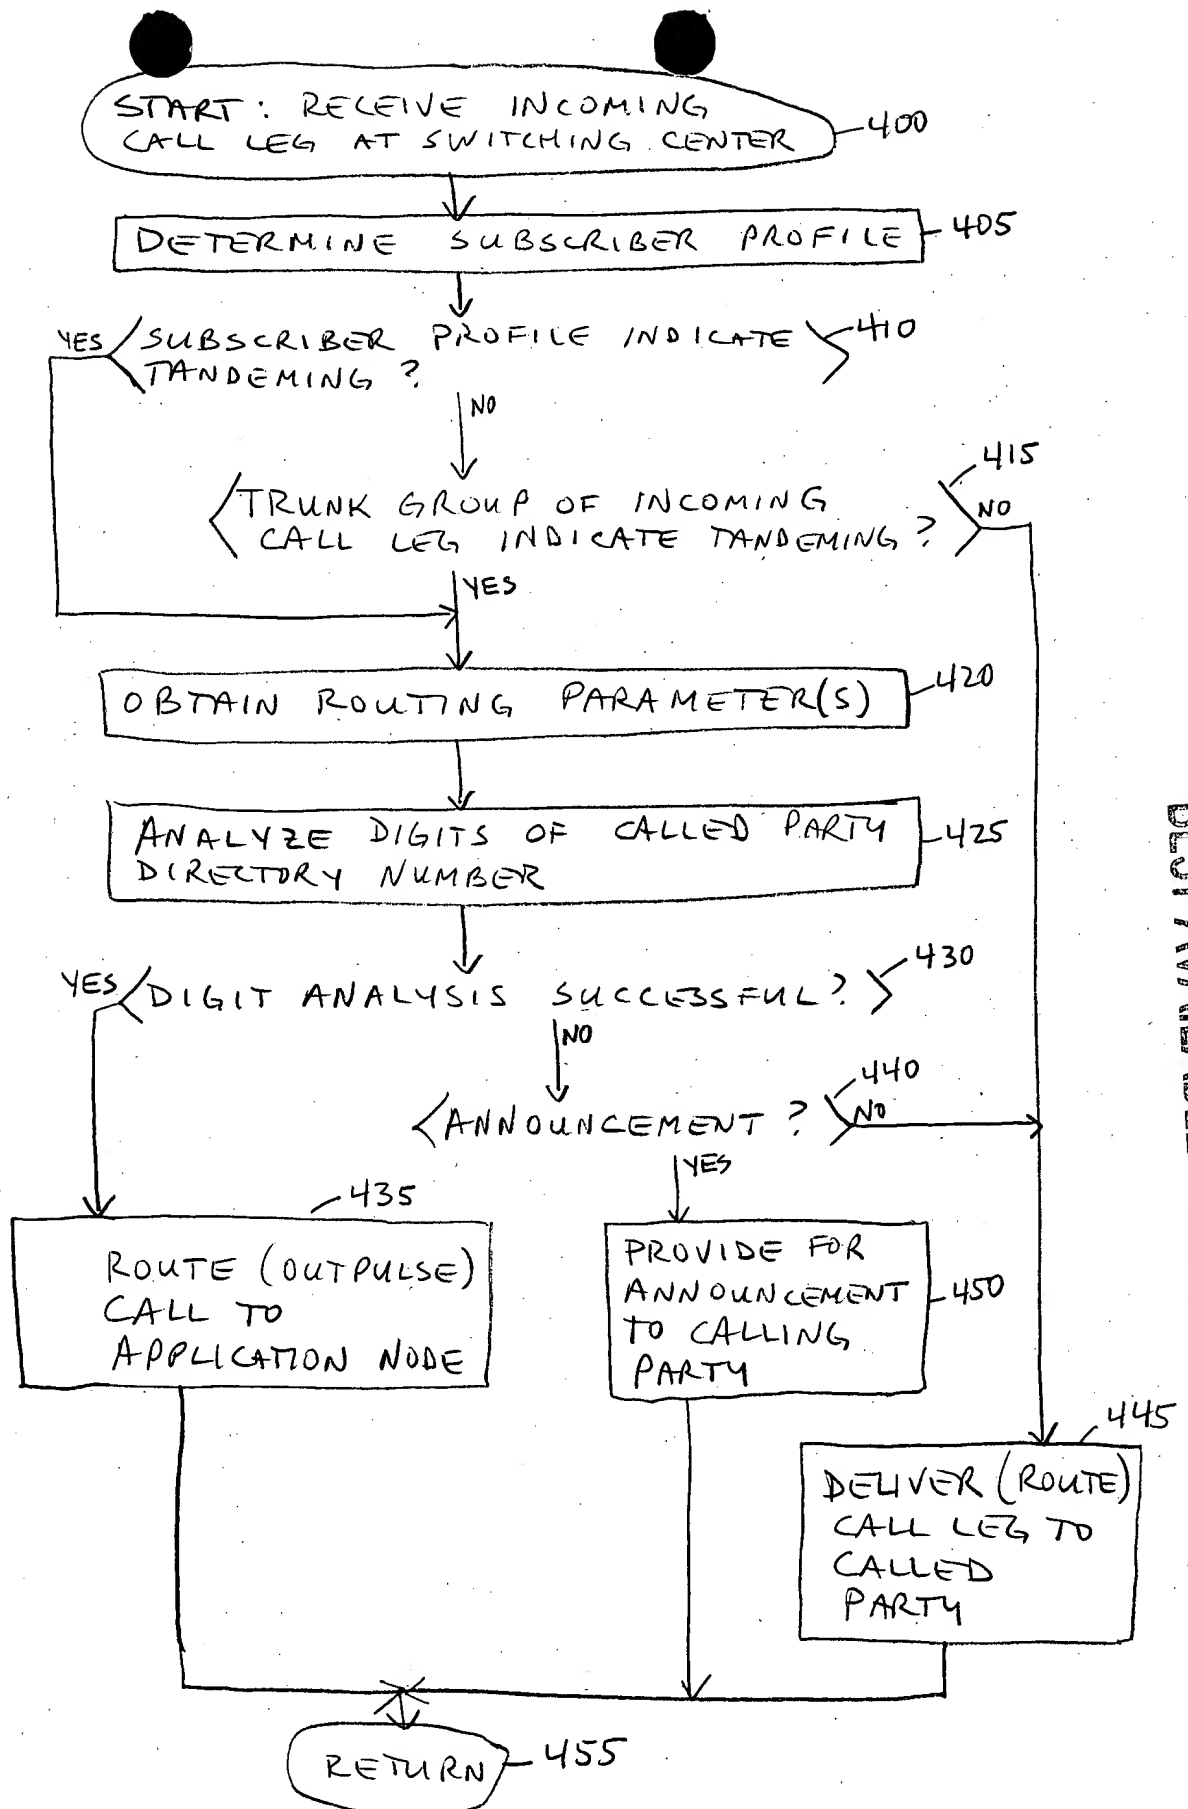 START: RECEIVE INCOMING
CALL LEG AT SWITCHING CENTER
400
DETERMINE SUBSCRIBER PROFILE
405
YES
SUBSCRIBER PROFILE INDICATE
TANDEMING ?
410
NO
415
TRUNK GROUP OF INCOMING
CALL LEG INDICATE TANDEMING ?
NO
YES
OBTAIN ROUTING PARAMETER(S)
420
ANALYZE DIGITS OF CALLED PARTY
DIRECTORY NUMBER
425
YES
DIGIT ANALYSIS SUCCESSFUL?
430
NO
440
ANNOUNCEMENT ?
NO
YES
435
ROUTE (OUTPULSE)
CALL TO
APPLICATION NODE
PROVIDE FOR
ANNOUNCEMENT
TO CALLING
PARTY
450
445
DELIVER (ROUTE)
CALL LEG TO
CALLED
PARTY
RETURN
455